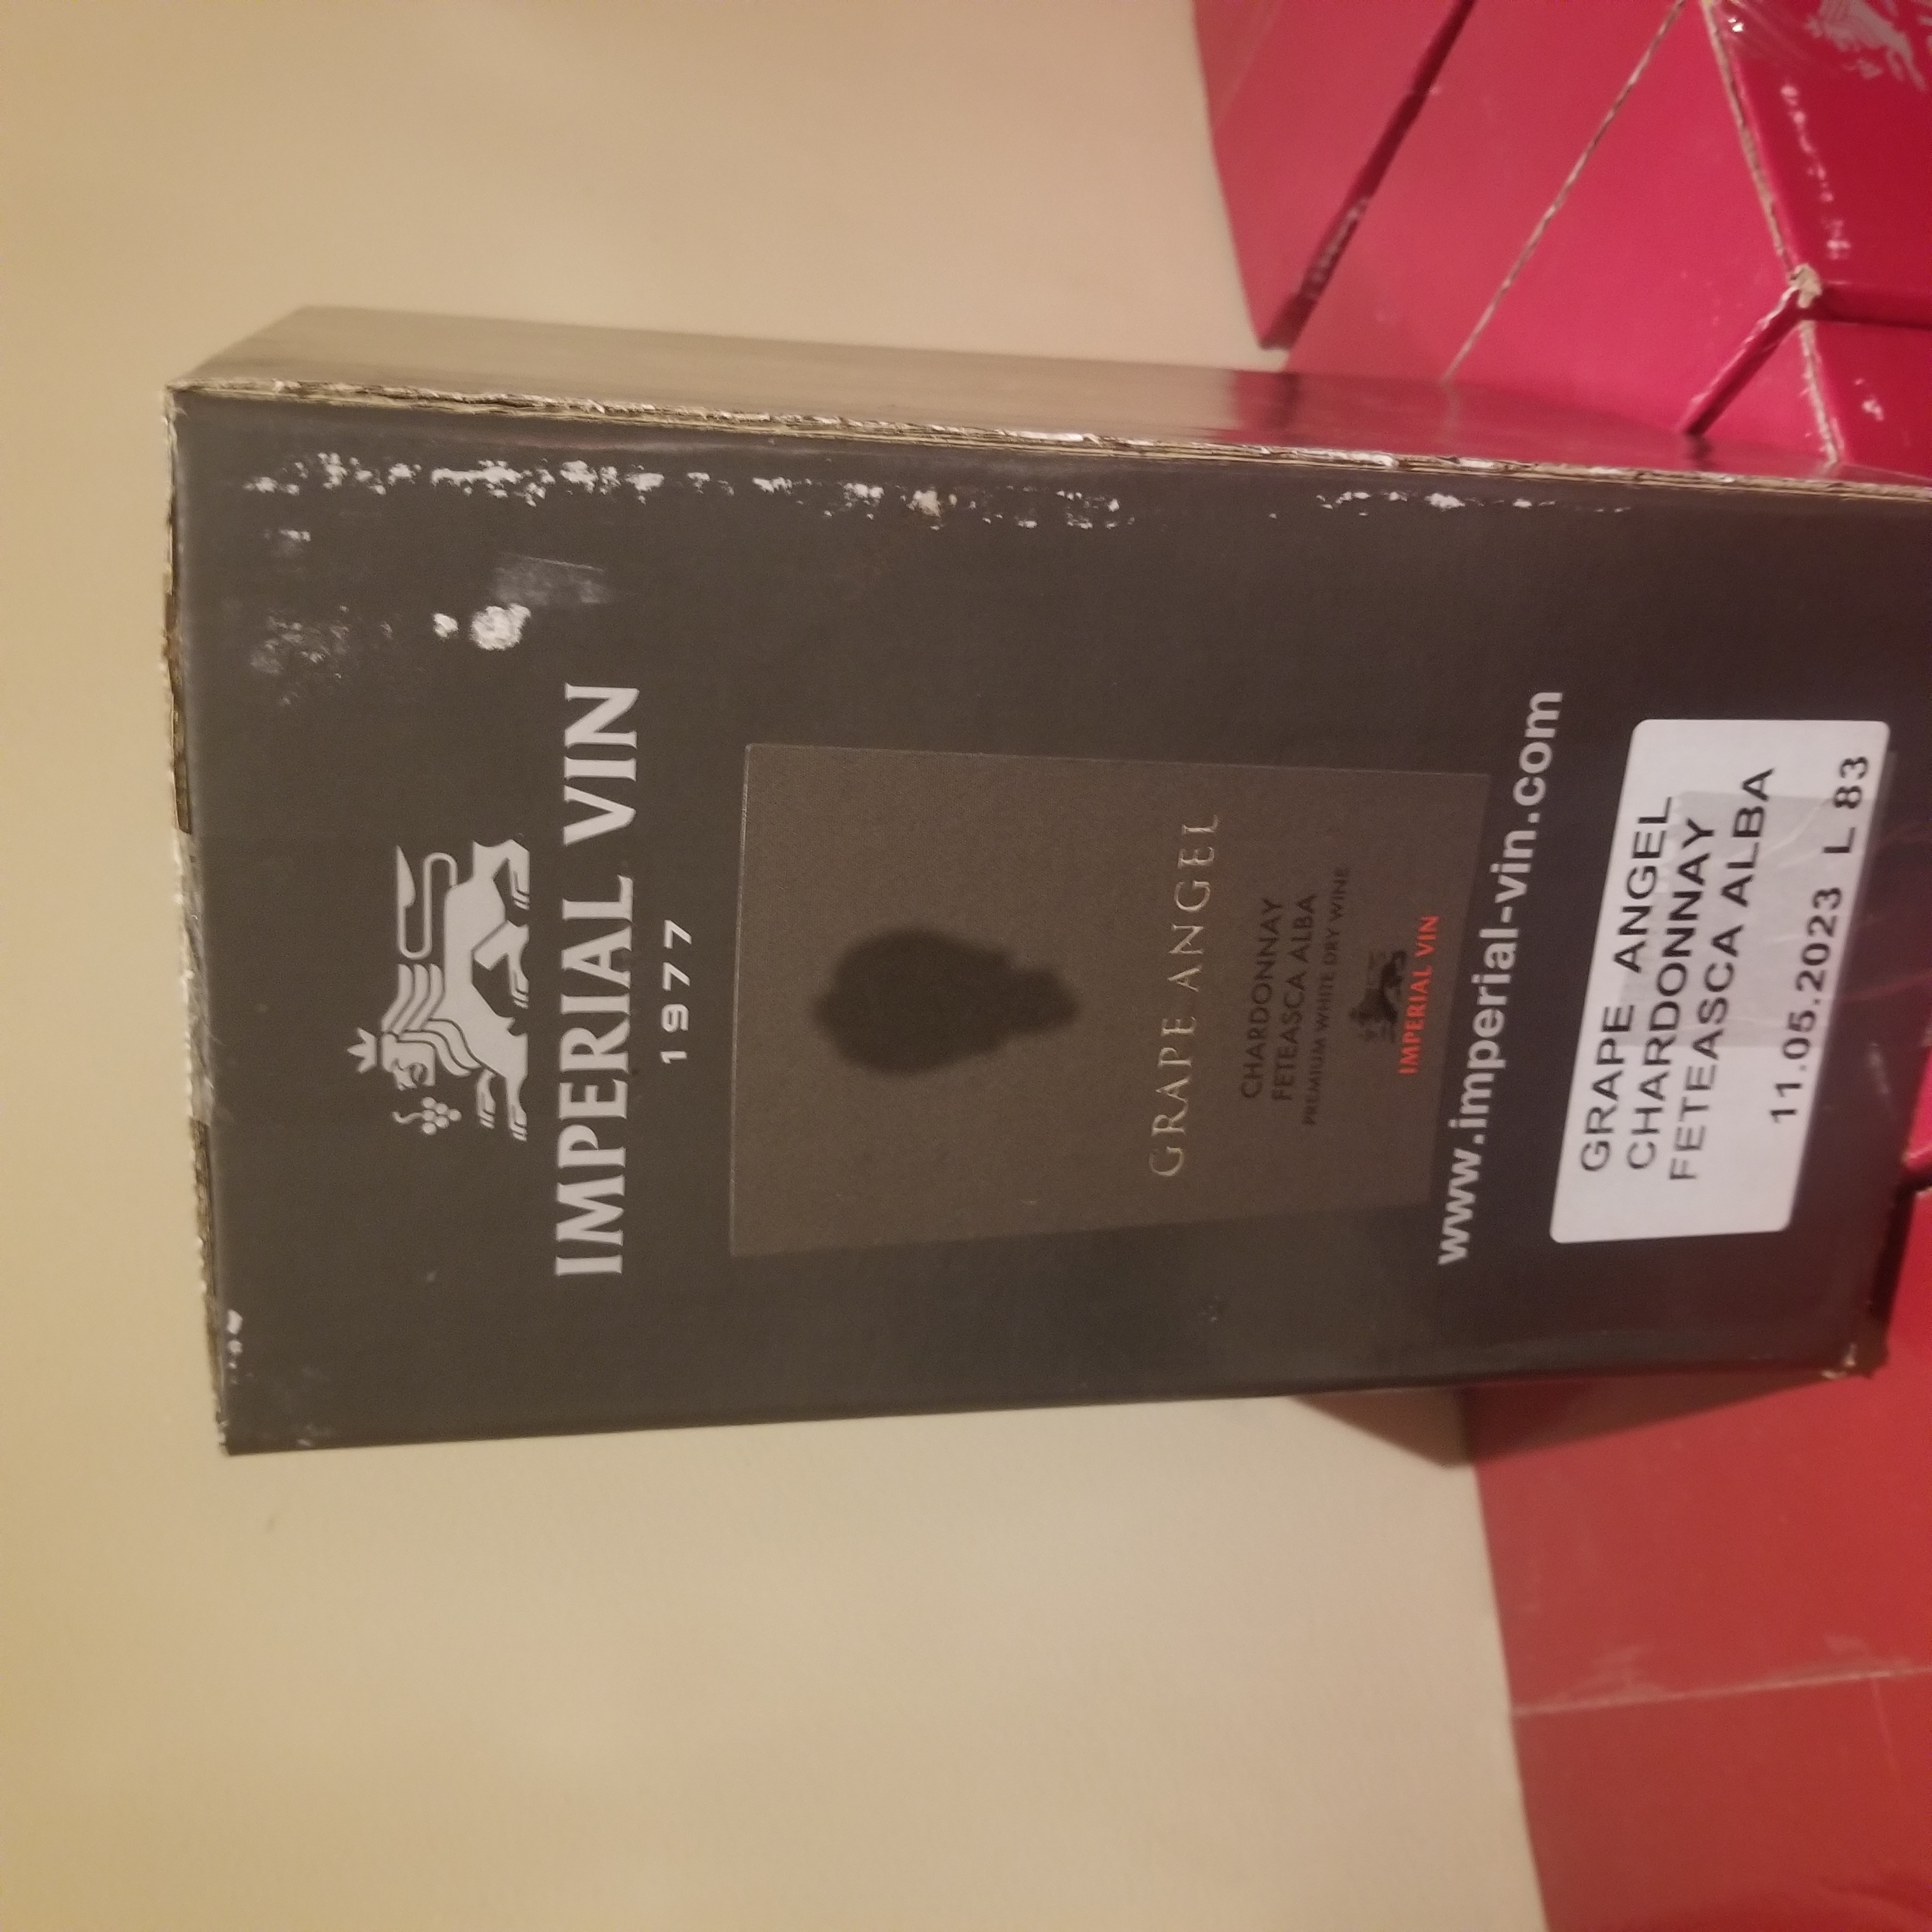 IMPERIAL VIN
1977
GRAPE ANGEL
CHARDONNAY
FETEASCA ALBA
PREMIUM WHITE DRY WINE
IMPERIAL VIN
www.imperial-vin.com
GRAPE ANGEL
CHARDONNAY
FETEASCA ALBA
11.05.2023 L 83